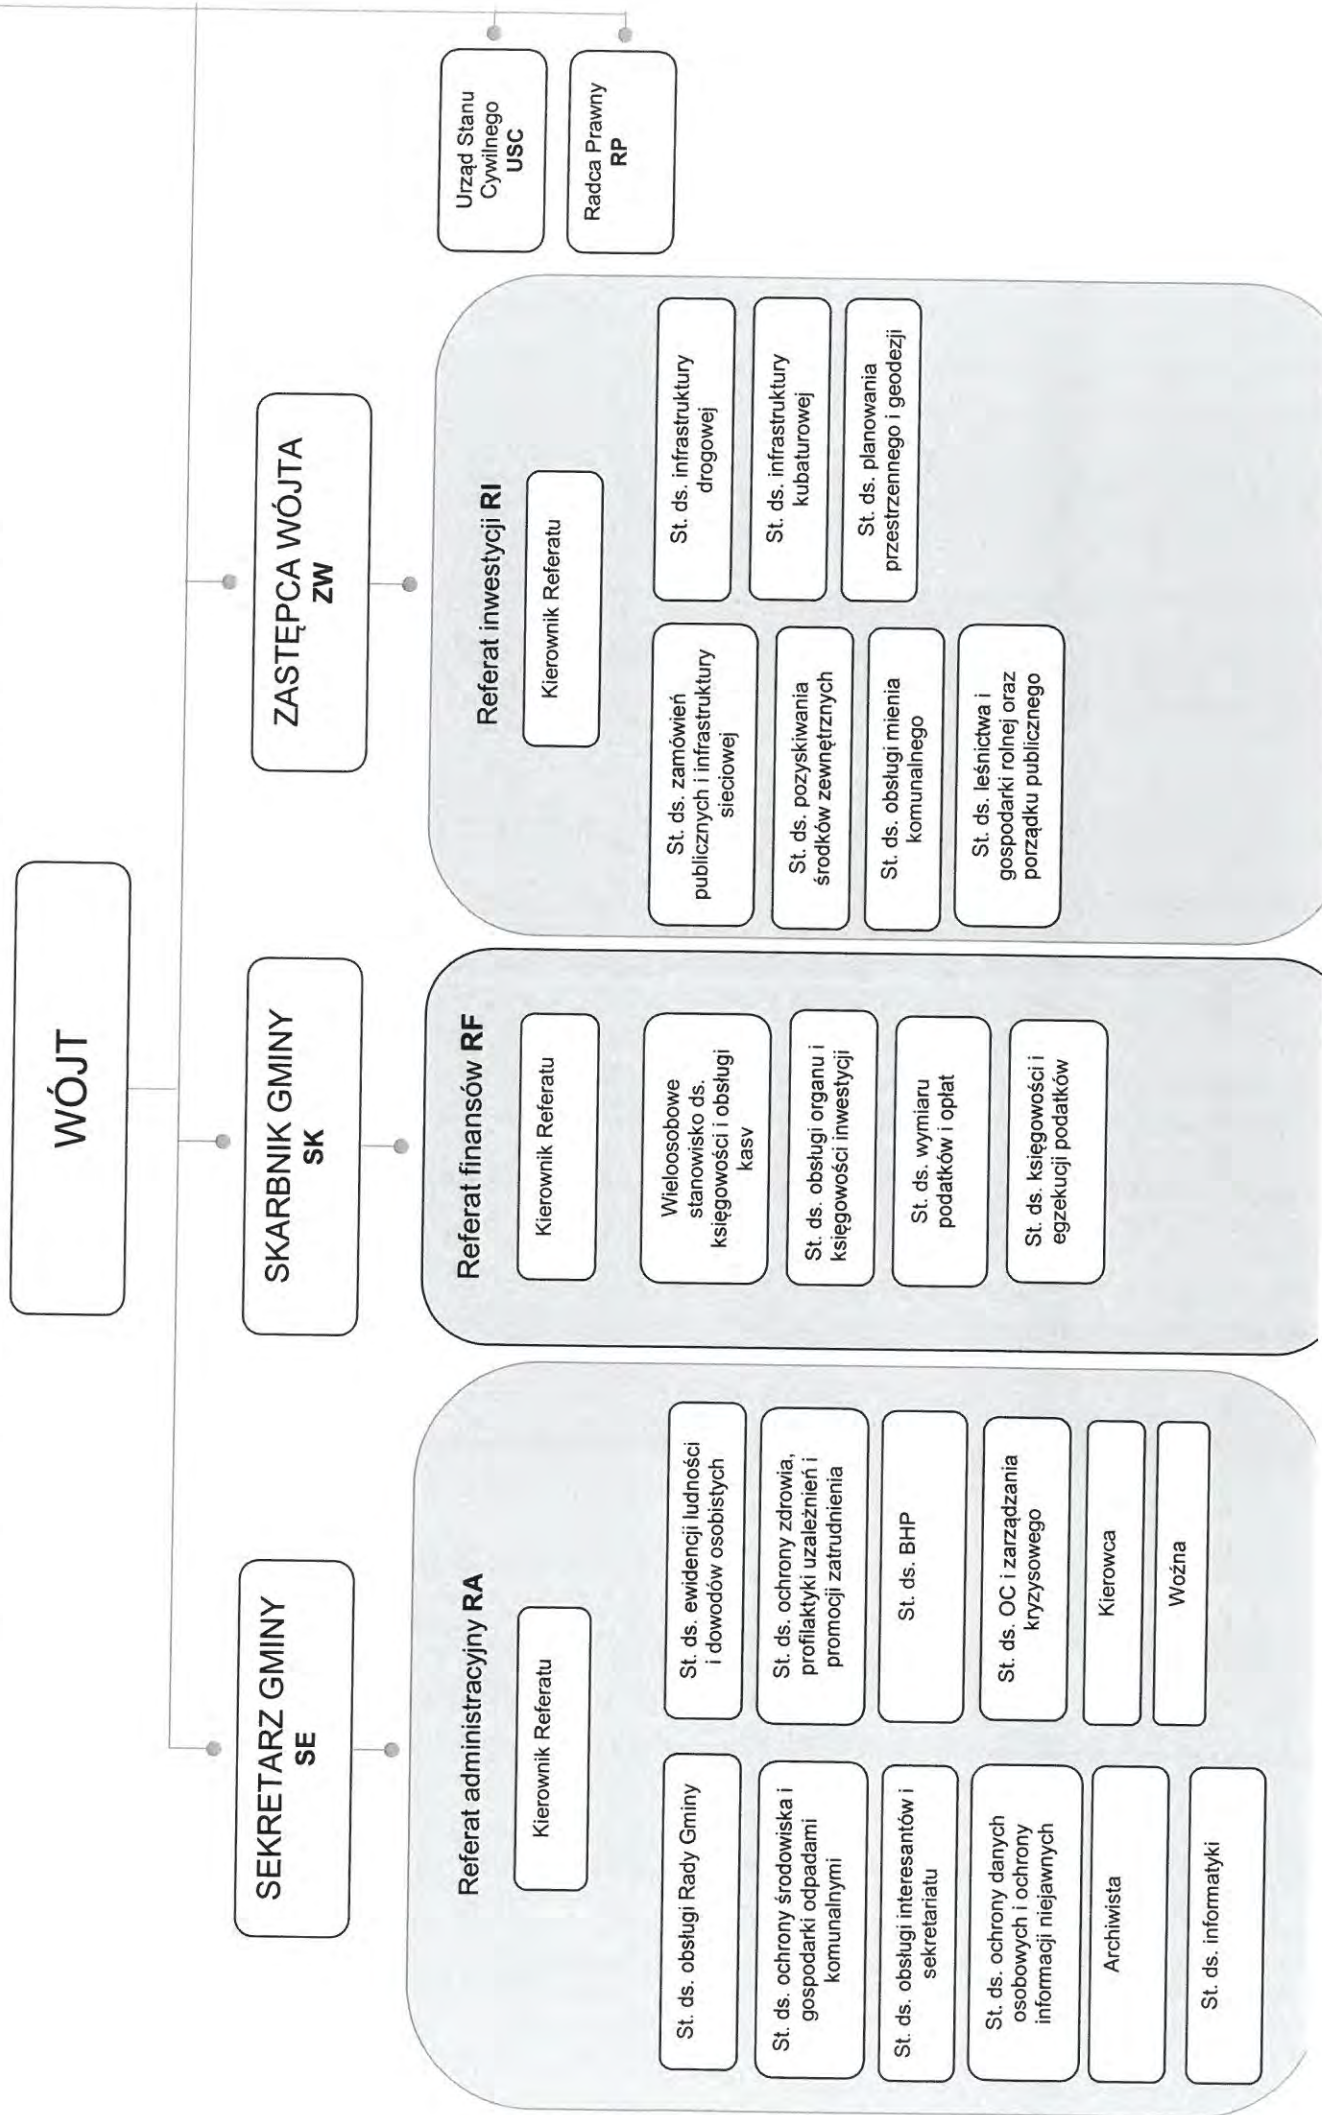 WÓJT
SEKRETARZ GMINY
SE
SKARBNIK GMINY
SK
ZASTĘPCA WÓJTA
ZW
Urząd Stanu
Cywilnego
USC
Radca Prawny
RP
Referat administracyjny RA
Kierownik Referatu
St. ds. obsługi Rady Gminy
St. ds. ochrony środowiska i
gospodarki odpadami
komunalnymi
St. ds. obsługi interesantów i
sekretariatu
St. ds. ochrony danych
osobowych i ochrony
informacji niejawnych
Archiwista
St. ds. informatyki
St. ds. ewidencji ludności
i dowodów osobistych
St. ds. ochrony zdrowia,
profilaktyki uzależnień i
promocji zatrudnienia
St. ds. BHP
St. ds. OC i zarządzania
kryzysowego
Kierowca
Woźna
Referat finansów RF
Kierownik Referatu
Wieloosobowe
stanowisko ds.
księgowości i obsługi
kasy
St. ds. obsługi organu i
księgowości inwestycji
St. ds. wymiaru
podatków i opłat
St. ds. księgowości i
egzekucji podatków
Referat inwestycji RI
Kierownik Referatu
St. ds. zamówień
publicznych i infrastruktury
sieciowej
St. ds. pozyskiwania
środków zewnętrznych
St. ds. obsługi mienia
komunalnego
St. ds. leśnictwa i
gospodarki rolnej oraz
porządku publicznego
St. ds. infrastruktury
drogowej
St. ds. infrastruktury
kubaturowej
St. ds. planowania
przestrzennego i geodezji